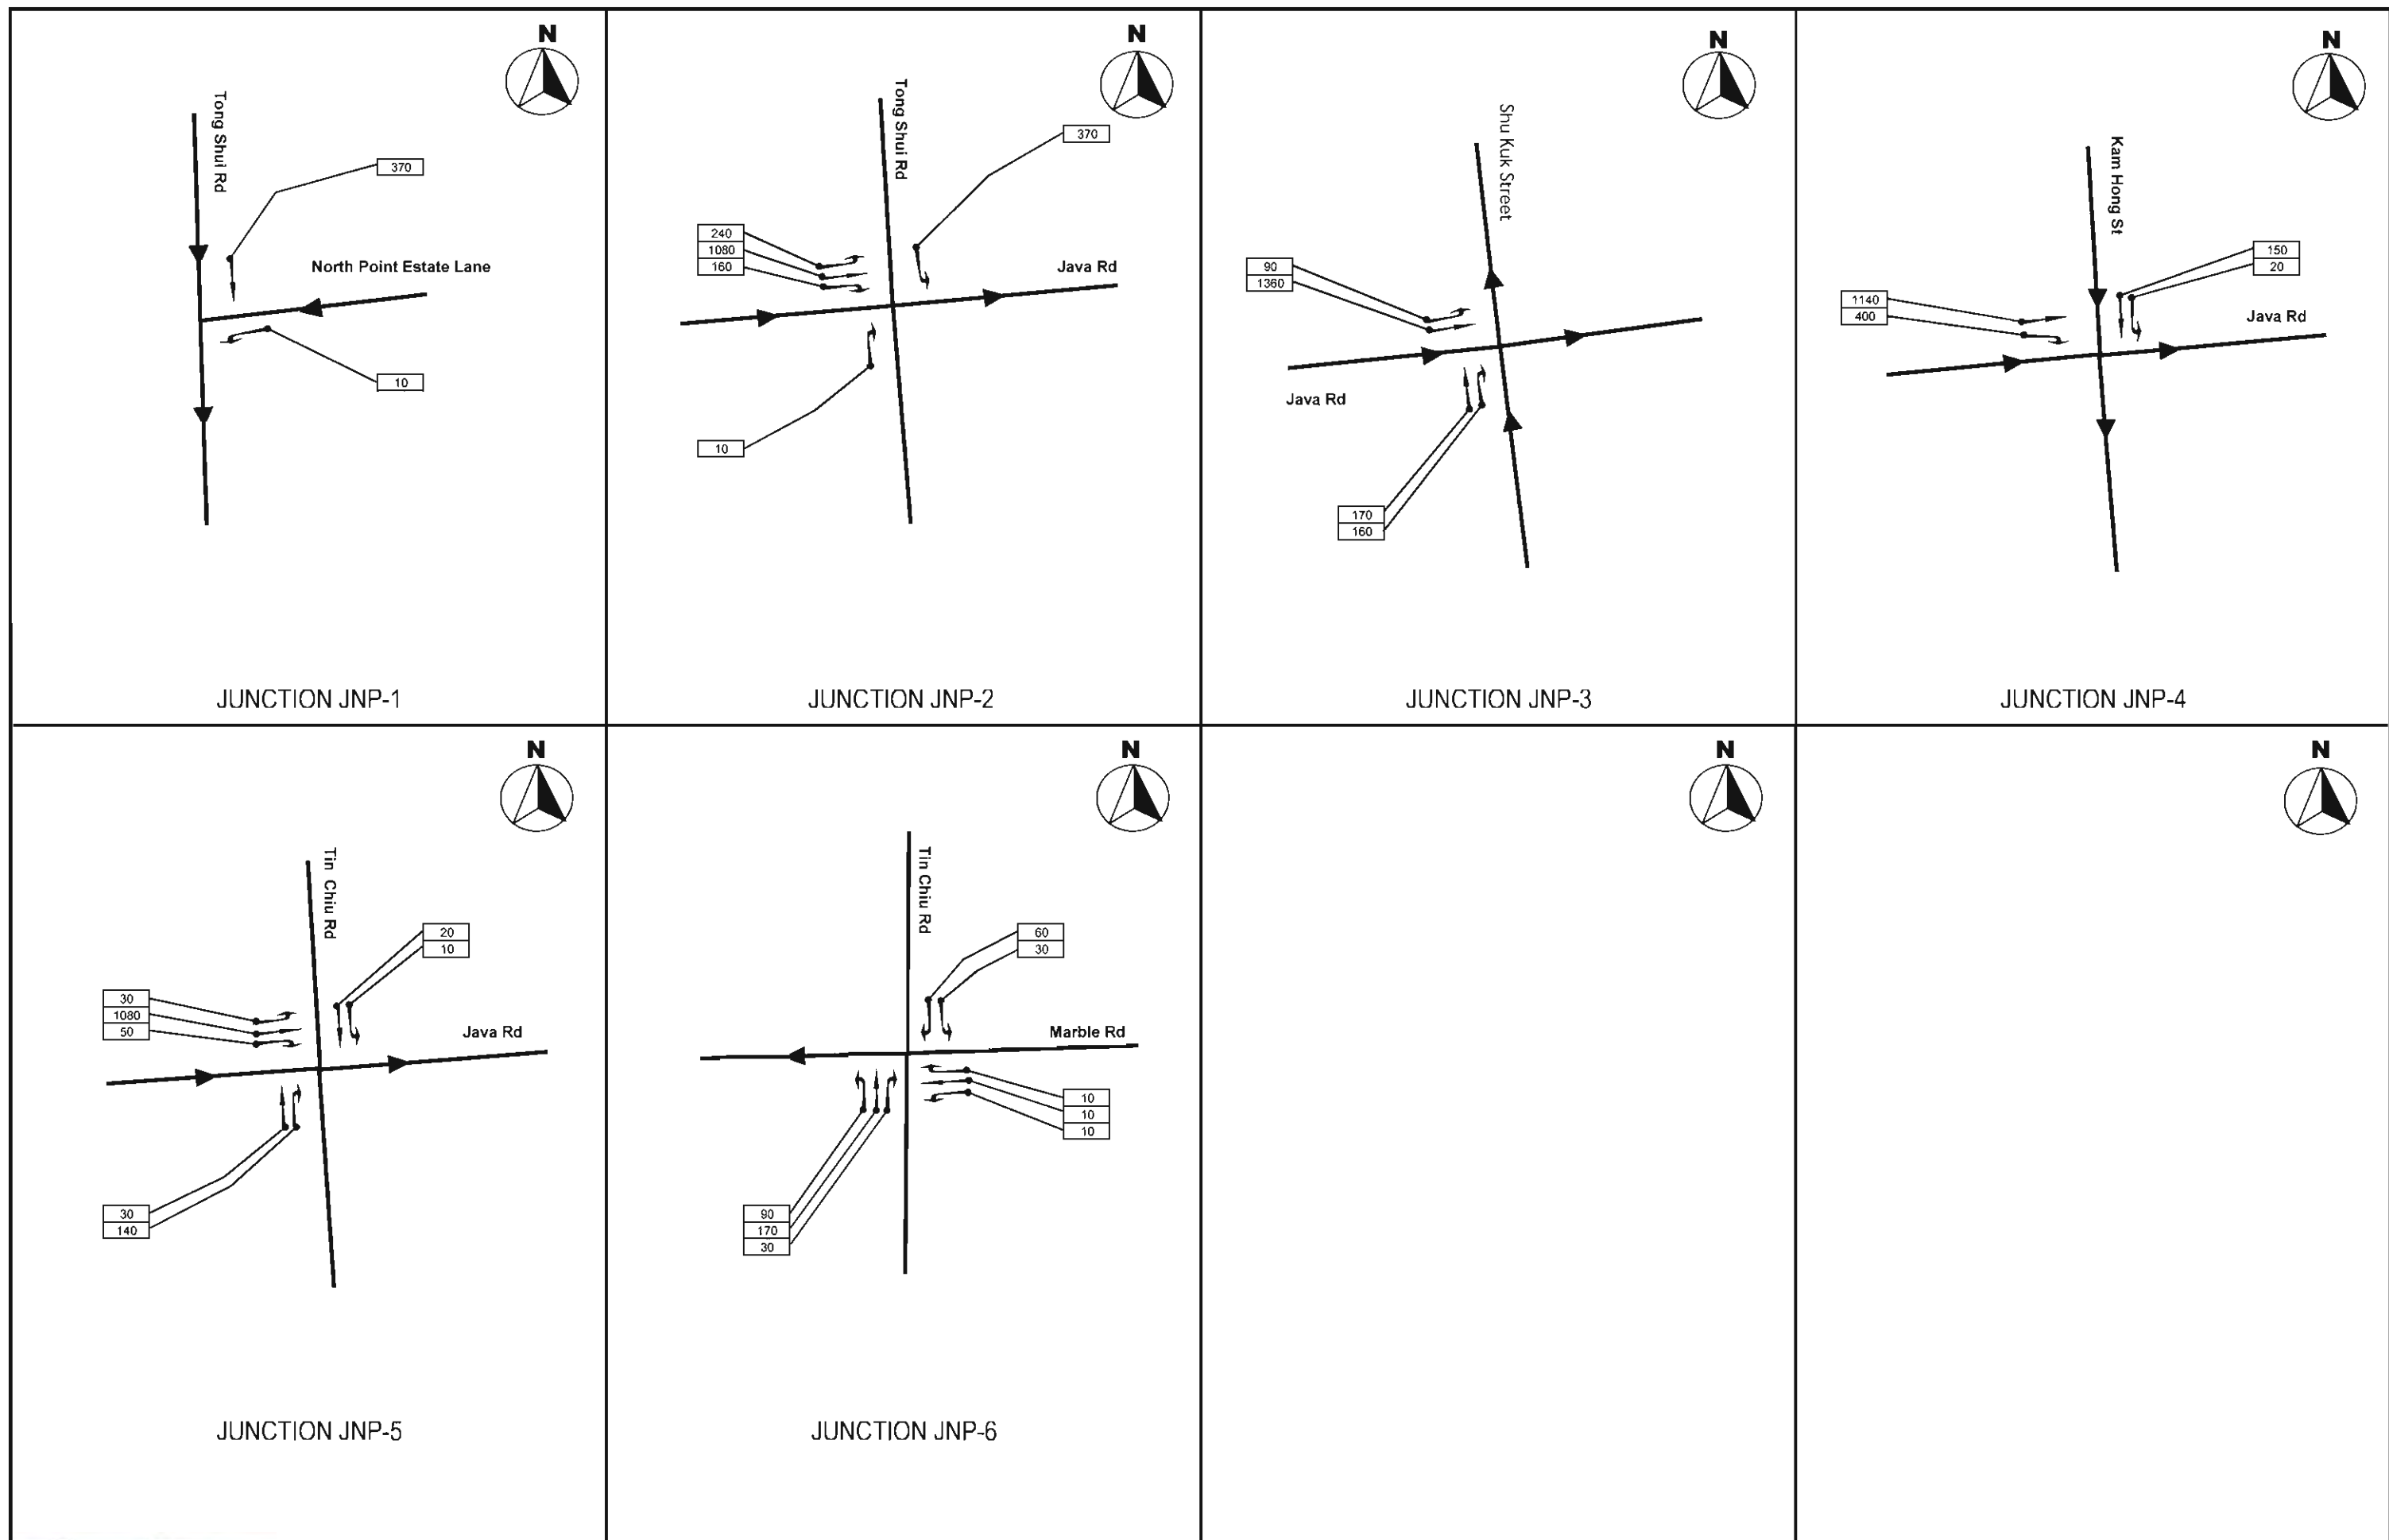 N
Tong Shui Rd
370
North Point Estate Lane
10
JUNCTION JNP-1
N
Tong Shui Rd
370
240
1080
160
Java Rd
10
JUNCTION JNP-2
N
Shu Kuk Street
90
1360
Java Rd
170
160
JUNCTION JNP-3
N
Kam Hong St
150
20
1140
400
Java Rd
JUNCTION JNP-4
N
Tin Chiu Rd
20
10
30
1080
50
Java Rd
30
140
JUNCTION JNP-5
N
Tin Chiu Rd
60
30
Marble Rd
10
10
10
90
170
30
JUNCTION JNP-6
N
N